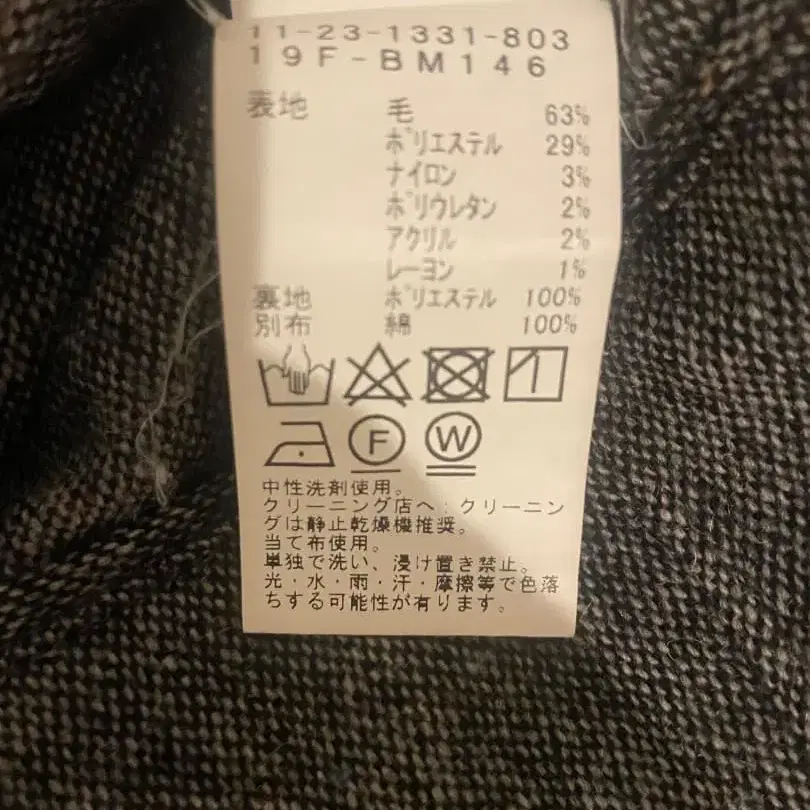 11-23-1331-803
19F-BM146
表地 毛 63%
ポリエステル 29%
ナイロン 3%
ポリウレタン 2%
アクリル 2%
レーヨン 1%
裏地 ポリエステル 100%
別布 綿 100%
F W
中性洗剤使用。
クリーニング店へ:クリーニン
グは静止乾燥機推奨。
当て布使用。
単独で洗い、浸け置き禁止。
光・水・雨・汗・摩擦等で色落
ちする可能性が有ります。